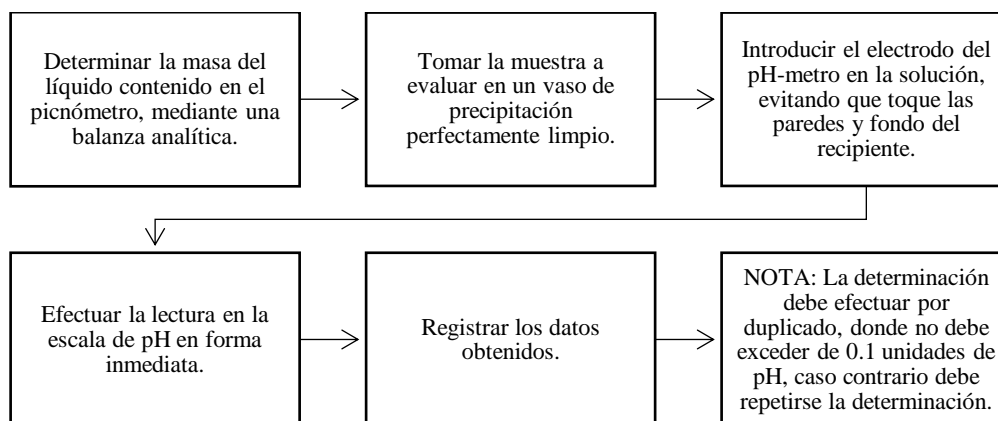 Determinar la masa del
líquido contenido en el
picnómetro, mediante una
balanza analítica.
Tomar la muestra a
evaluar en un vaso de
precipitación
perfectamente limpio.
Introducir el electrodo del
pH-metro en la solución,
evitando que toque las
paredes y fondo del
recipiente.
Efectuar la lectura en la
escala de pH en forma
inmediata.
Registrar los datos
obtenidos.
NOTA: La determinación
debe efectuar por
duplicado, donde no debe
exceder de 0.1 unidades de
pH, caso contrario debe
repetirse la determinación.